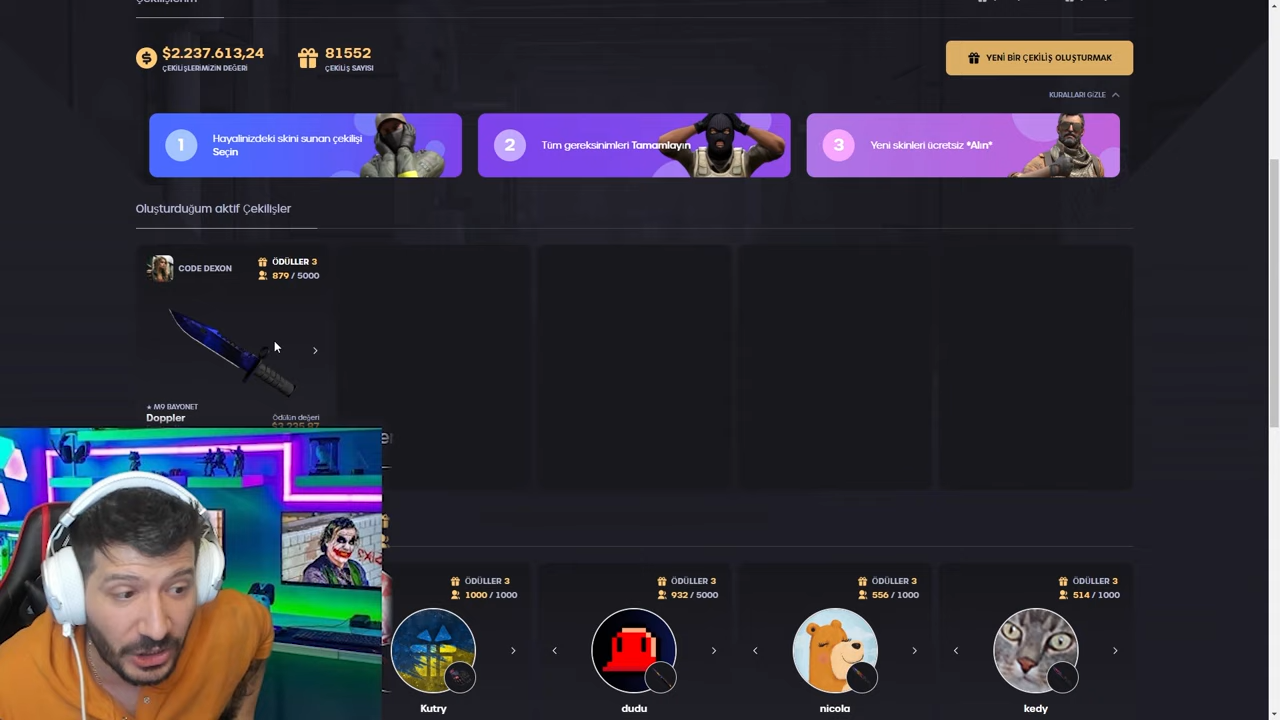 Çekilişlerim
$2.237.613,24
ÇEKİLİŞLERİMİZİN DEĞERİ
81552
ÇEKİLİŞ SAYISI
YENİ BİR ÇEKİLİŞ OLUŞTURMAK
KURALLARI GİZLE
1
Hayalinizdeki skini sunan çekilişi
Seçin
2
Tüm gereksinimleri Tamamlayın
3
Yeni skinleri ücretsiz *Alın*
Oluşturduğum aktif Çekilişler
CODE DEXON
ÖDÜLLER 3
879 / 5000
★ M9 BAYONET
Doppler
Ödülün değeri
ÖDÜLLER 3
1000 / 1000
Kutry
ÖDÜLLER 3
932 / 5000
dudu
ÖDÜLLER 3
556 / 1000
nicola
ÖDÜLLER 3
514 / 1000
kedy